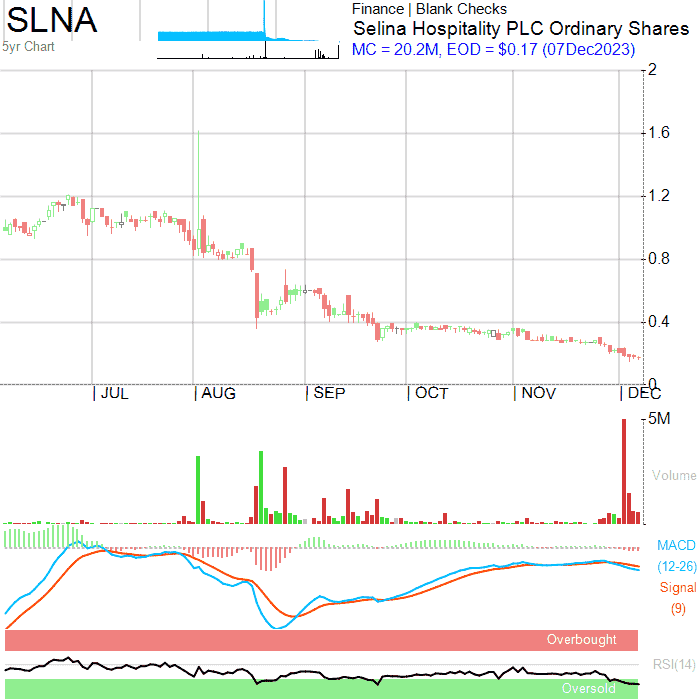 SLNA
5yr Chart
Finance | Blank Checks
Selina Hospitality PLC Ordinary Shares
MC = 20.2M, EOD = $0.17 (07Dec2023)
2
1.6
1.2
0.8
0.4
0
| JUL | AUG | SEP | OCT | NOV | DEC
5M
Volume
MACD
(12-26)
Signal
(9)
Overbought
RSI(14)
Oversold